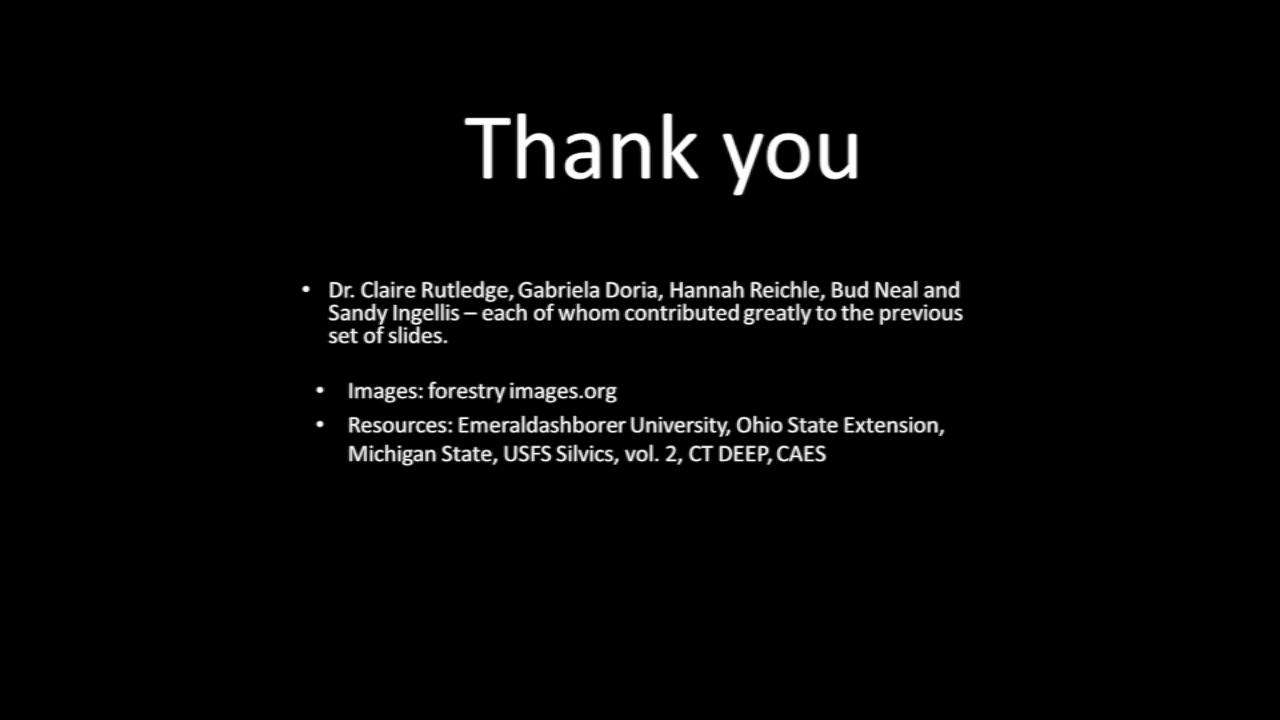 Thank you
• Dr. Claire Rutledge, Gabriela Doria, Hannah Reichle, Bud Neal and
Sandy Ingellis – each of whom contributed greatly to the previous
set of slides.
• Images: forestry images.org
• Resources: Emeraldashborer University, Ohio State Extension,
Michigan State, USFS Silvics, vol. 2, CT DEEP, CAES